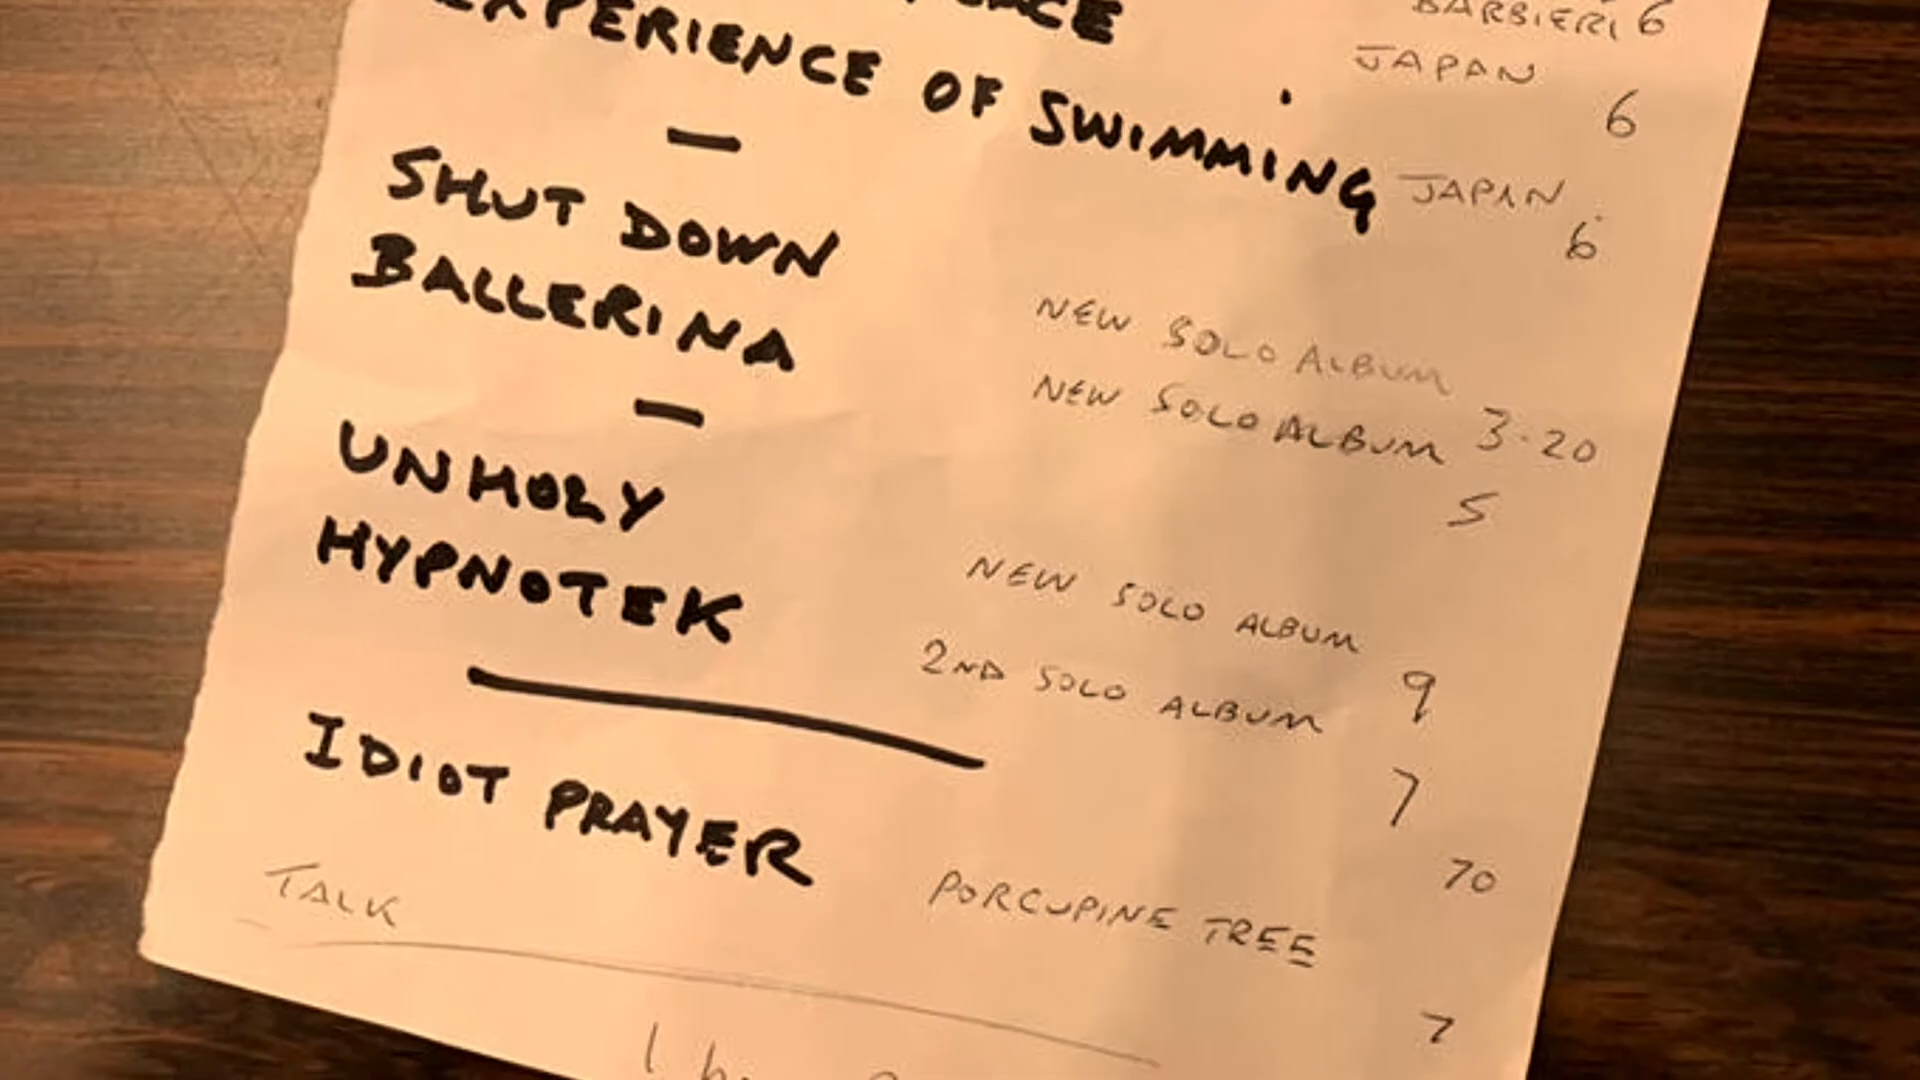 BARBIERI 6
EXPERIENCE OF SWIMMING
JAPAN
6
—
JAPAN
6
SHUT DOWN
BALLERINA
NEW SOLO ALBUM
NEW SOLO ALBUM 3.20
—
5
UNHOLY
HYPNOTEK
NEW SOLO ALBUM
9
2ND SOLO ALBUM
7
70
IDIOT PRAYER
PORCUPINE TREE
TALK
7